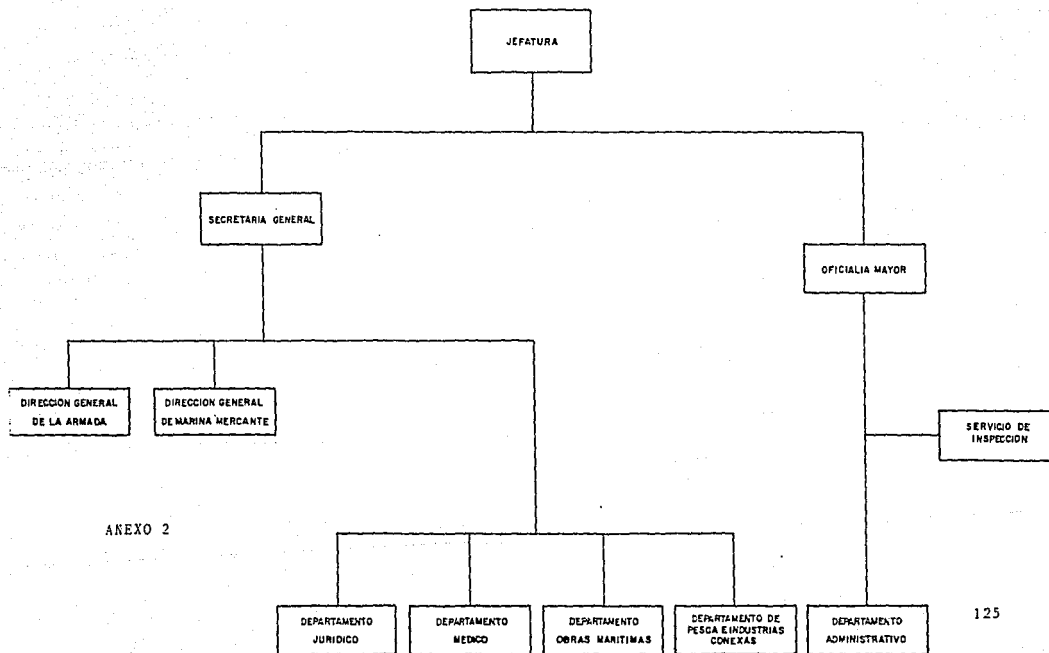 JEFATURA
SECRETARIA GENERAL
OFICIALIA MAYOR
DIRECCION GENERAL
DE LA ARMADA
DIRECCION GENERAL
DE MARINA MERCANTE
SERVICIO DE
INSPECCION
ANEXO 2
DEPARTAMENTO
JURIDICO
DEPARTAMENTO
MEDICO
DEPARTAMENTO
OBRAS MARITIMAS
DEPARTAMENTO DE
PESCA E INDUSTRIAS
CONEXAS
DEPARTAMENTO
ADMINISTRATIVO
125